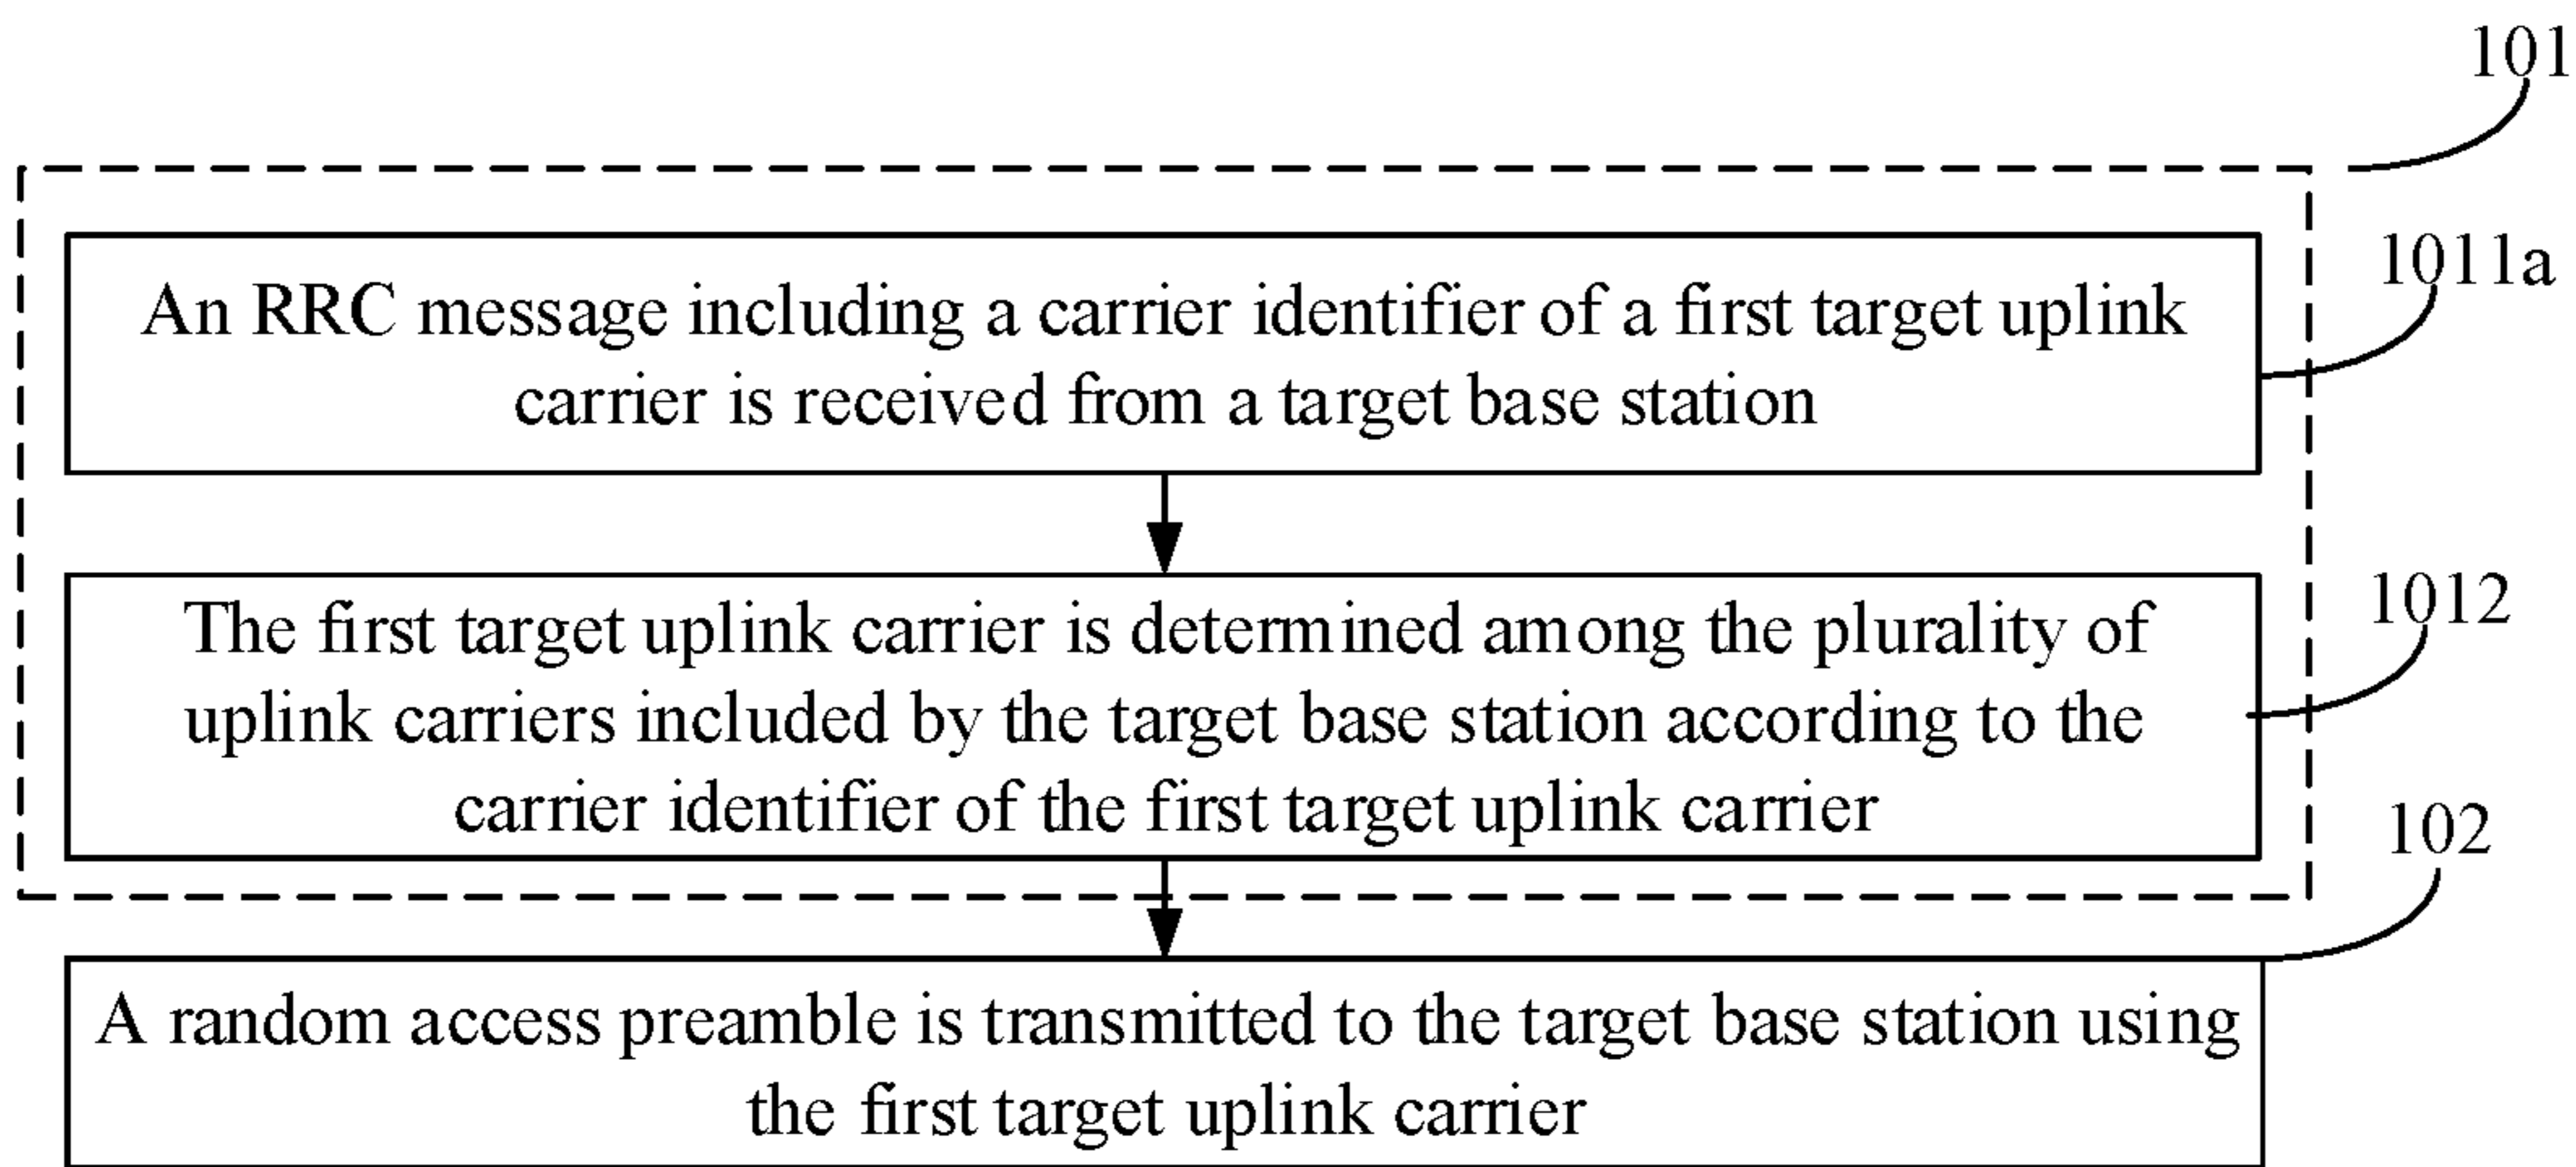 101
An RRC message including a carrier identifier of a first target uplink
carrier is received from a target base station
1011a
The first target uplink carrier is determined among the plurality of
uplink carriers included by the target base station according to the
carrier identifier of the first target uplink carrier
1012
102
A random access preamble is transmitted to the target base station using
the first target uplink carrier